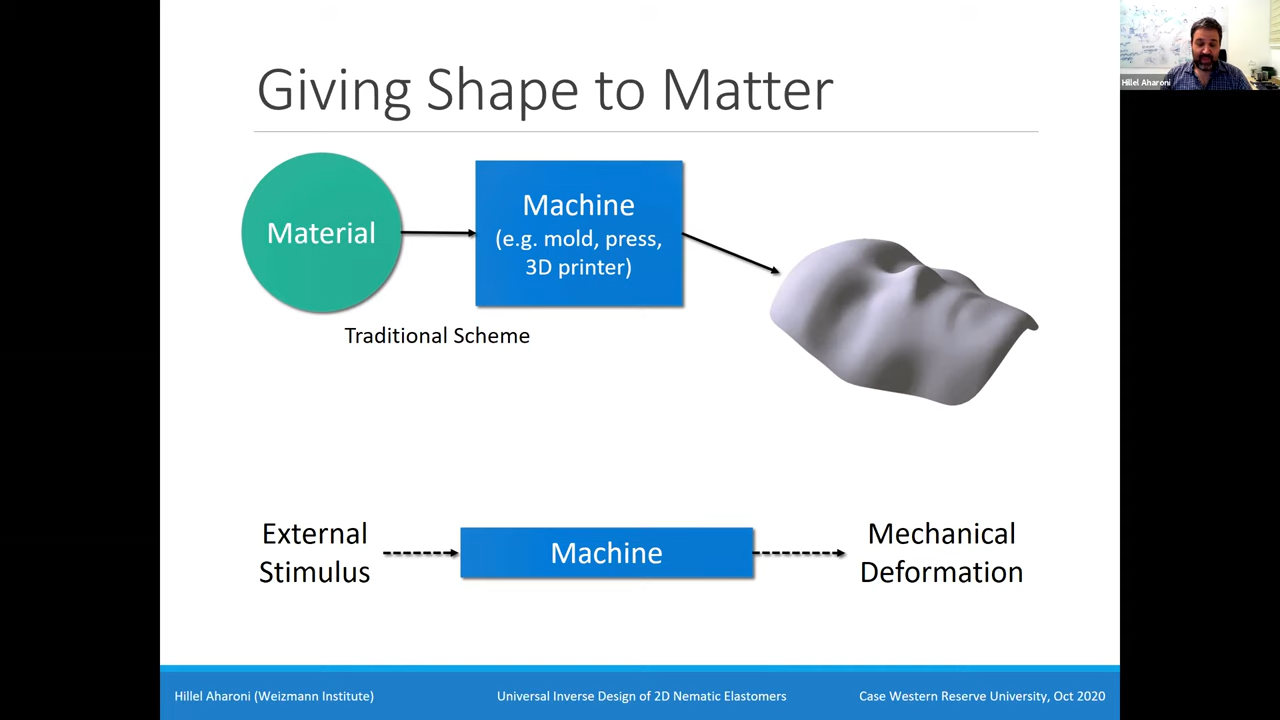 Giving Shape to Matter
Hillel Aharoni
Material
Machine
(e.g. mold, press,
3D printer)
Traditional Scheme
External
Stimulus
Machine
Mechanical
Deformation
Hillel Aharoni (Weizmann Institute)
Universal Inverse Design of 2D Nematic Elastomers
Case Western Reserve University, Oct 2020